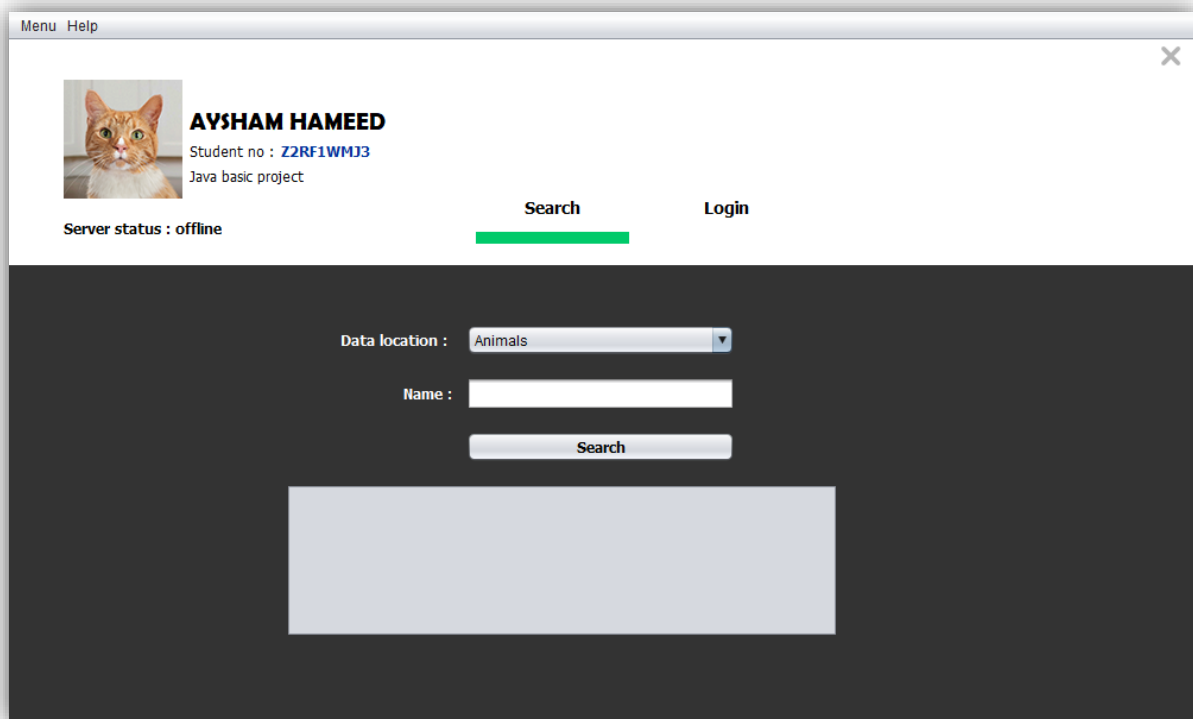 Menu Help
AYSHAM HAMEED
Student no : Z2RF1WMJ3
Java basic project
Server status : offline
Search Login
Data location : Animals
Name :
Search